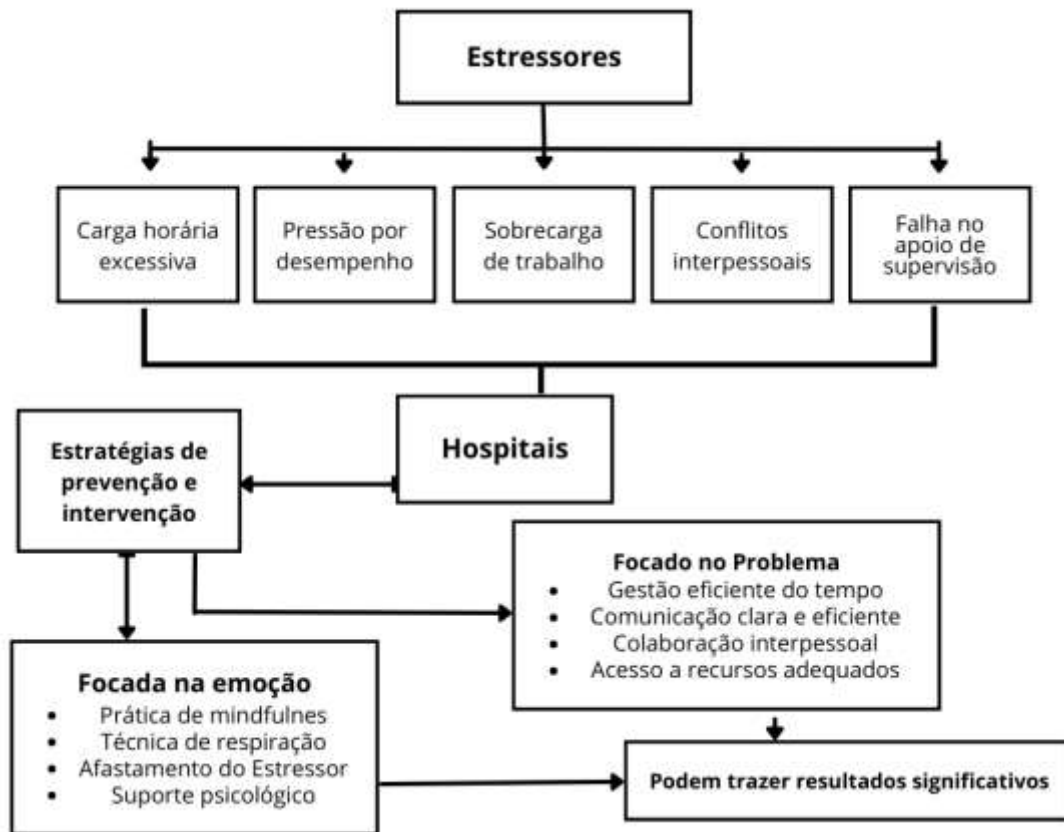 Estressores
Carga horária
excessiva
Pressão por
desempenho
Sobrecarga
de trabalho
Conflitos
interpessoais
Falha no
apoio de
supervisão
Hospitais
Estratégias de
prevenção e
intervenção
Focado no Problema
• Gestão eficiente do tempo
• Comunicação clara e eficiente
• Colaboração interpessoal
• Acesso a recursos adequados
Focada na emoção
• Prática de mindfulnes
• Técnica de respiração
• Afastamento do Estressor
• Suporte psicológico
Podem trazer resultados significativos